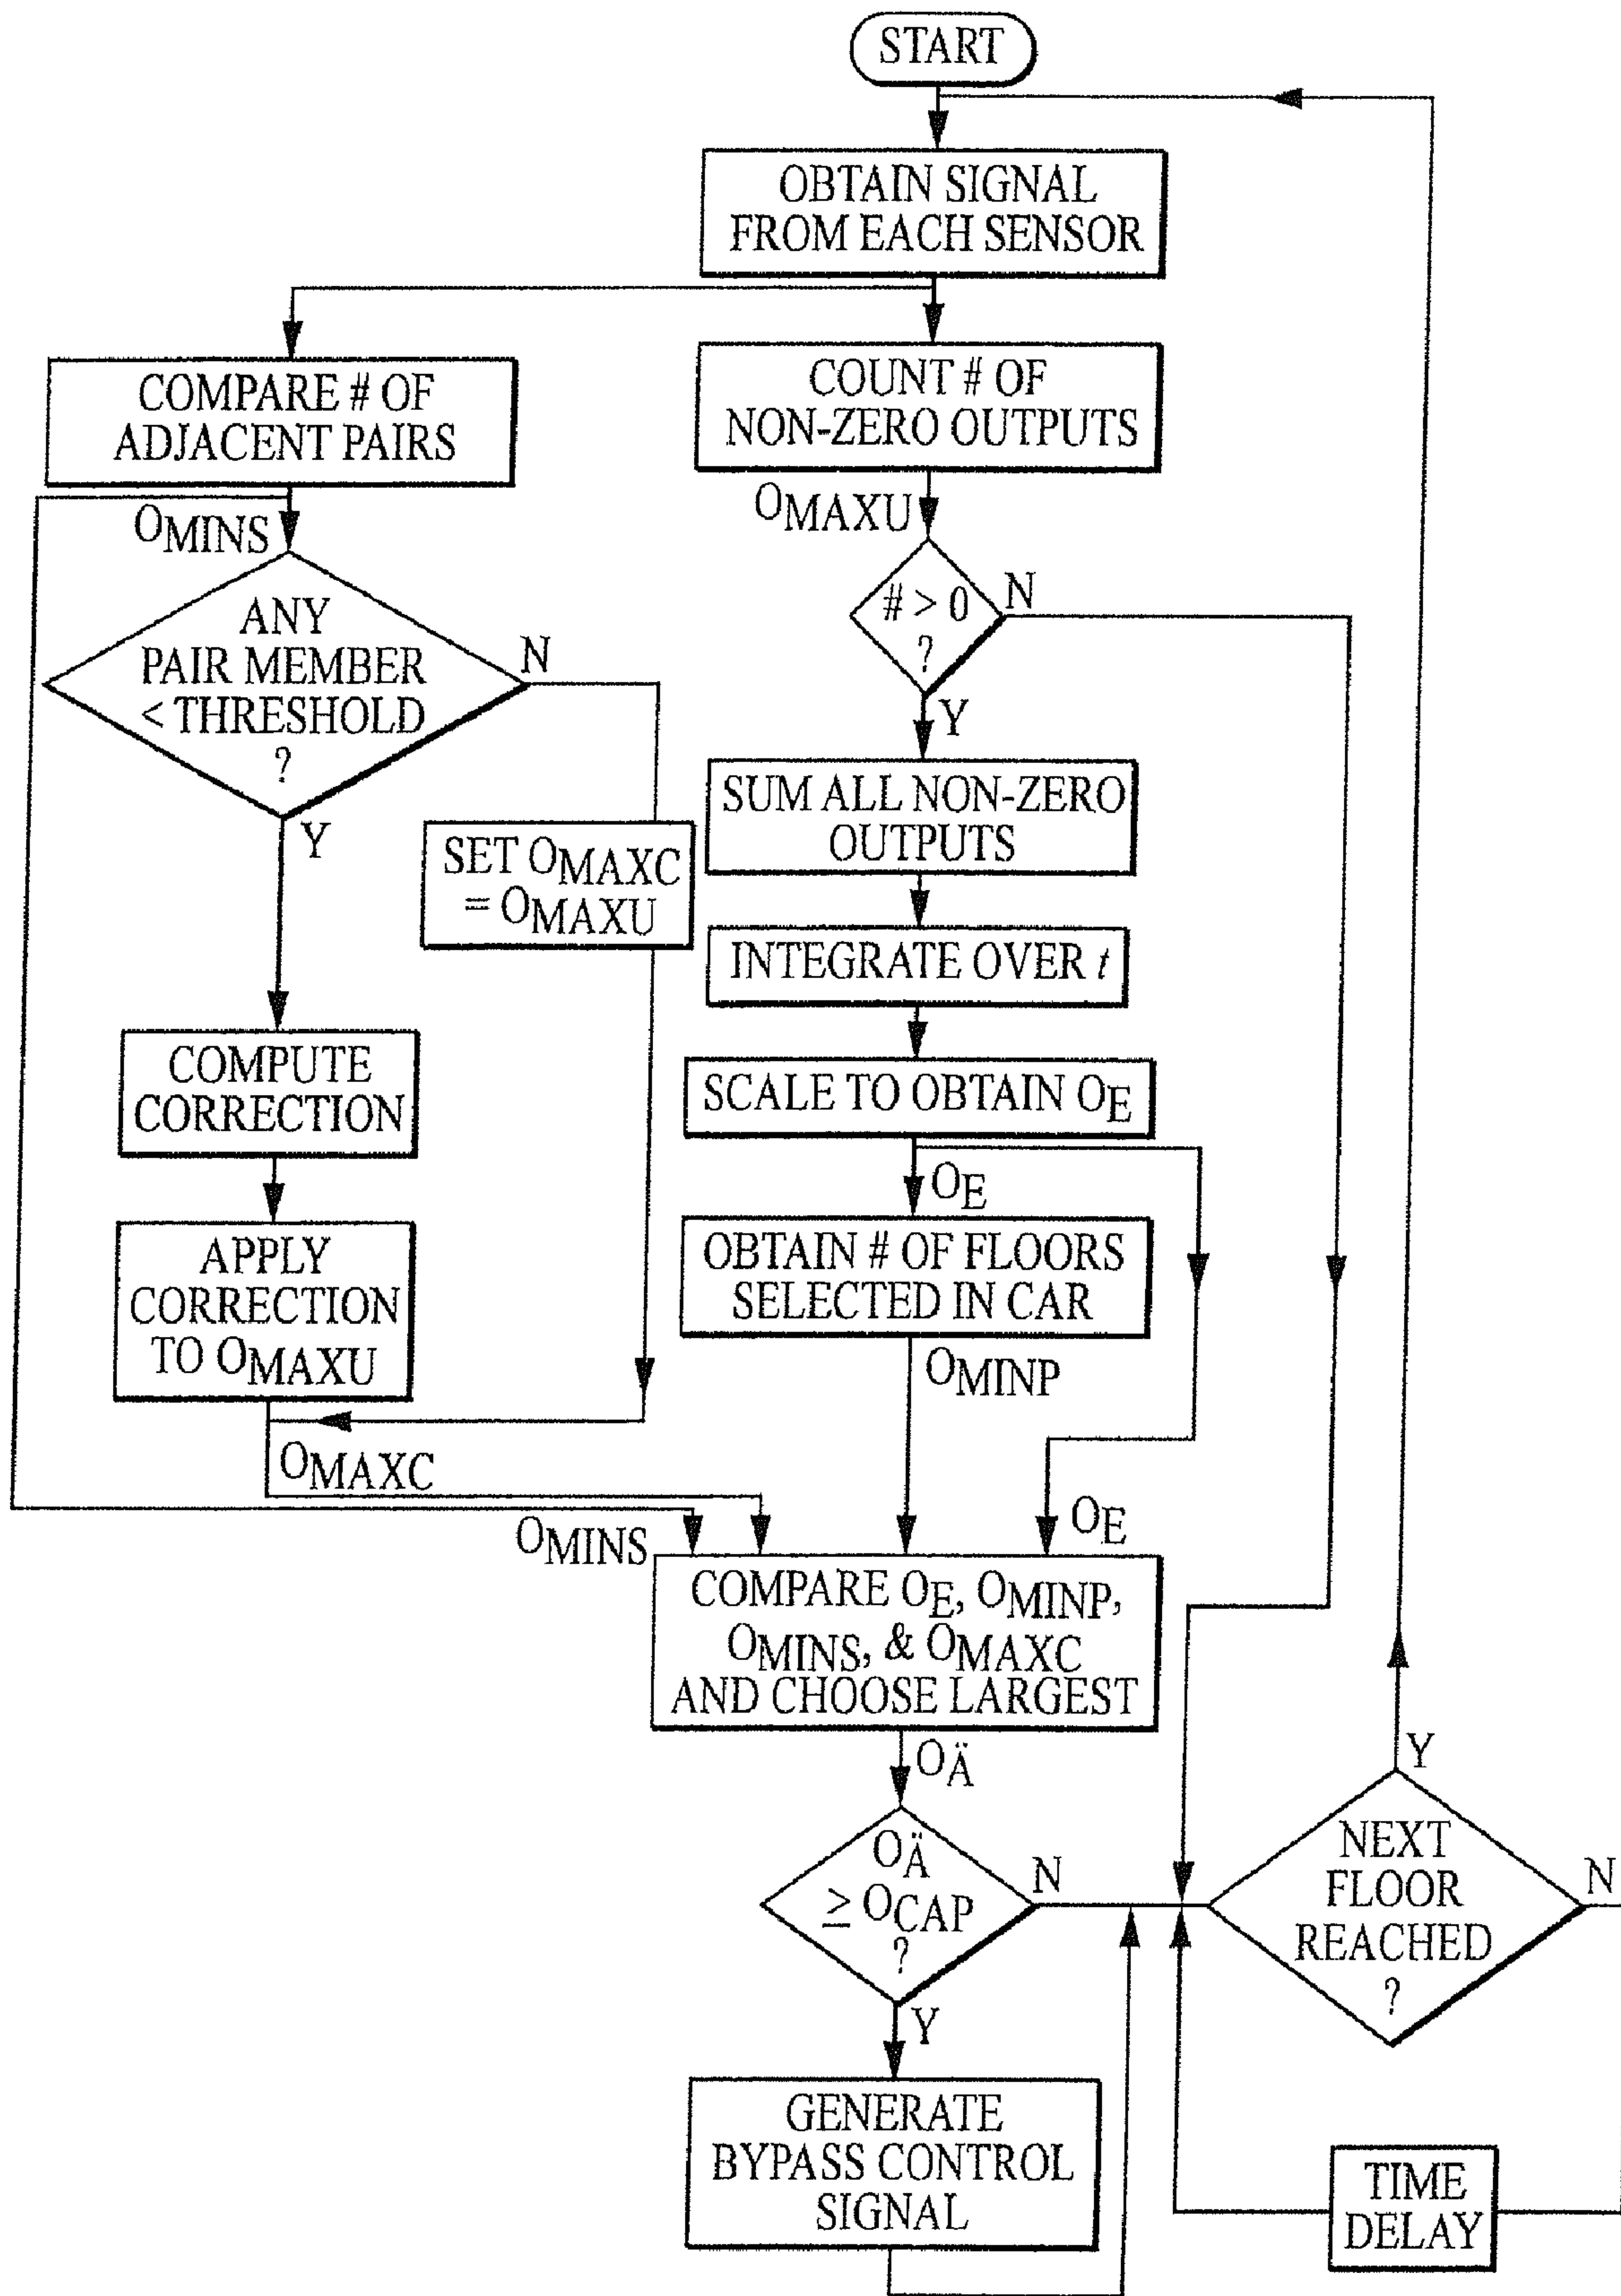 START
OBTAIN SIGNAL
FROM EACH SENSOR
COMPARE # OF
ADJACENT PAIRS
COUNT # OF
NON-ZERO OUTPUTS
OMINS
OMAXU
ANY
PAIR MEMBER
< THRESHOLD
?
N
Y
# > 0
?
N
Y
SET OMAXC
= OMAXU
SUM ALL NON-ZERO
OUTPUTS
INTEGRATE OVER t
COMPUTE
CORRECTION
SCALE TO OBTAIN OE
OE
APPLY
CORRECTION
TO OMAXU
OBTAIN # OF FLOORS
SELECTED IN CAR
OMINP
OMAXC
OMINS
OE
COMPARE OE, OMINP,
OMINS, & OMAXC
AND CHOOSE LARGEST
OÄ
OÄ
≥ OCAP
?
N
Y
NEXT
FLOOR
REACHED
?
Y
N
GENERATE
BYPASS CONTROL
SIGNAL
TIME
DELAY